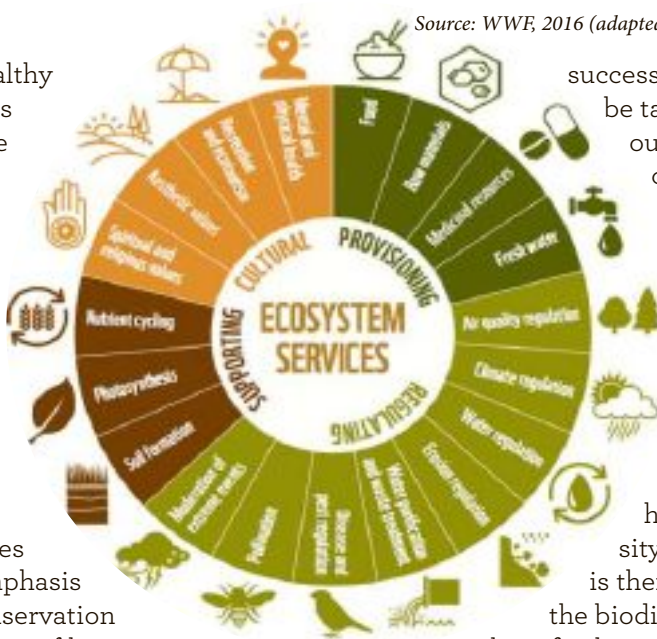 Source: WWF, 2016 (adapted
althy
s
e
success
be ta
ou
ECOSYSTEM
SERVICES
PROVISIONING
Food
Raw materials
Medicinal resources
Fresh water
REGULATING
Air quality regulation
Climate regulation
Water regulation
Erosion regulation
Water purification
and waste treatment
Disease and
pest regulation
Pollination
Moderation of
extreme events
SUPPORTING
Soil formation
Photosynthesis
Nutrient cycling
CULTURAL
Spiritual and
religious values
Aesthetic values
Recreation
and ecotourism
Mental and
physical health
es
phasis
servation
h
sity
is the
the biodi